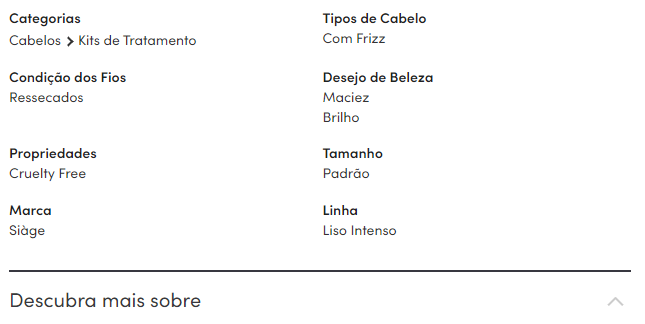 Categorias
Cabelos > Kits de Tratamento
Tipos de Cabelo
Com Frizz
Condição dos Fios
Ressecados
Desejo de Beleza
Maciez
Brilho
Propriedades
Cruelty Free
Tamanho
Padrão
Marca
Siàge
Linha
Liso Intenso
Descubra mais sobre